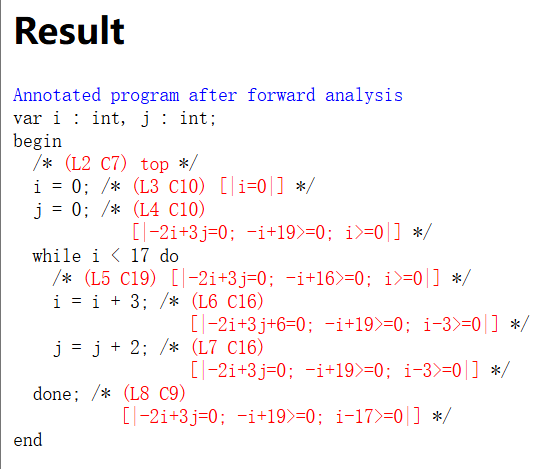 Result
Annotated program after forward analysis
var i : int, j : int;
begin
  /* (L2 C7) top */
  i = 0; /* (L3 C10) [|i=0|] */
  j = 0; /* (L4 C10)
            [|-2i+3j=0; -i+19>=0; i>=0|] */
  while i < 17 do
    /* (L5 C19) [|-2i+3j=0; -i+16>=0; i>=0|] */
    i = i + 3; /* (L6 C16)
                  [|-2i+3j+6=0; -i+19>=0; i-3>=0|] */
    j = j + 2; /* (L7 C16)
                  [|-2i+3j=0; -i+19>=0; i-3>=0|] */
  done; /* (L8 C9)
           [|-2i+3j=0; -i+19>=0; i-17>=0|] */
end